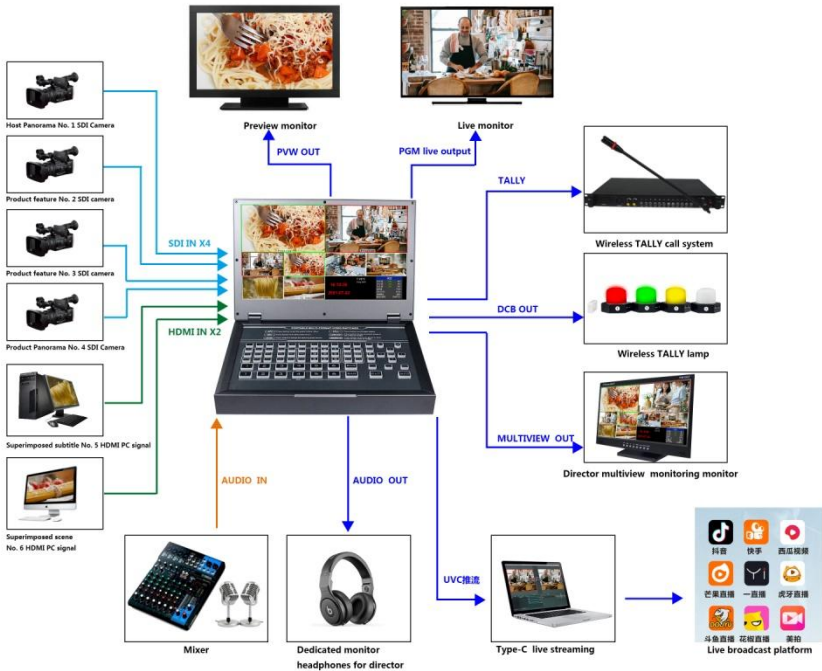 Preview monitor
Live monitor
PVW OUT
PGM live output
Host Panorama No. 1 SDI Camera
Product feature No. 2 SDI camera
Product feature No. 3 SDI camera
Product Panorama No. 4 SDI Camera
SDI IN X4
HDMI IN X2
TALLY
Wireless TALLY call system
DCB OUT
Wireless TALLY lamp
MULTIVIEW OUT
Director multiview monitoring monitor
Superimposed subtitle No. 5 HDMI PC signal
Superimposed scene
No. 6 HDMI PC signal
AUDIO IN
AUDIO OUT
UVC推流
Mixer
Dedicated monitor
headphones for director
Type-C live streaming
抖音 快手 西瓜视频
芒果直播 一直播 虎牙直播
斗鱼直播 花椒直播 美拍
Live broadcast platform